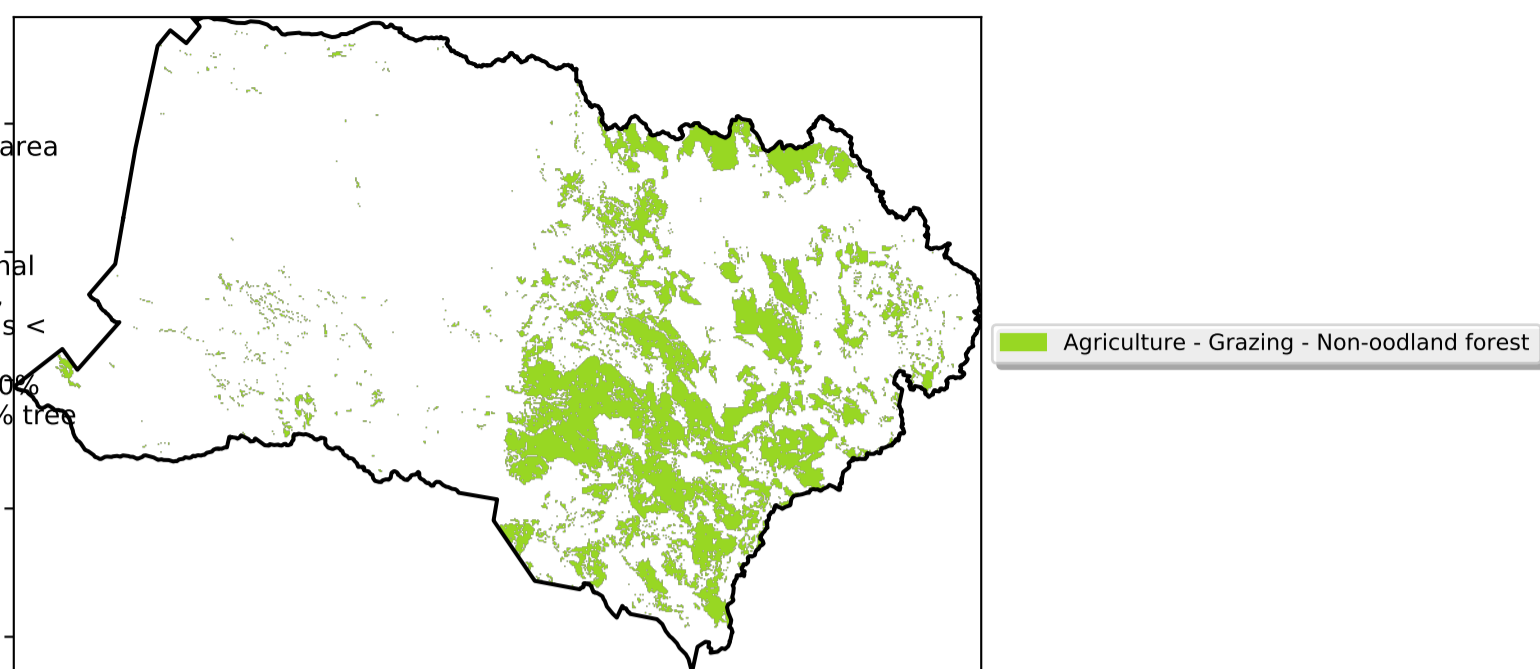 area
nal
s <
0%
% tree
Agriculture - Grazing - Non-oodland forest